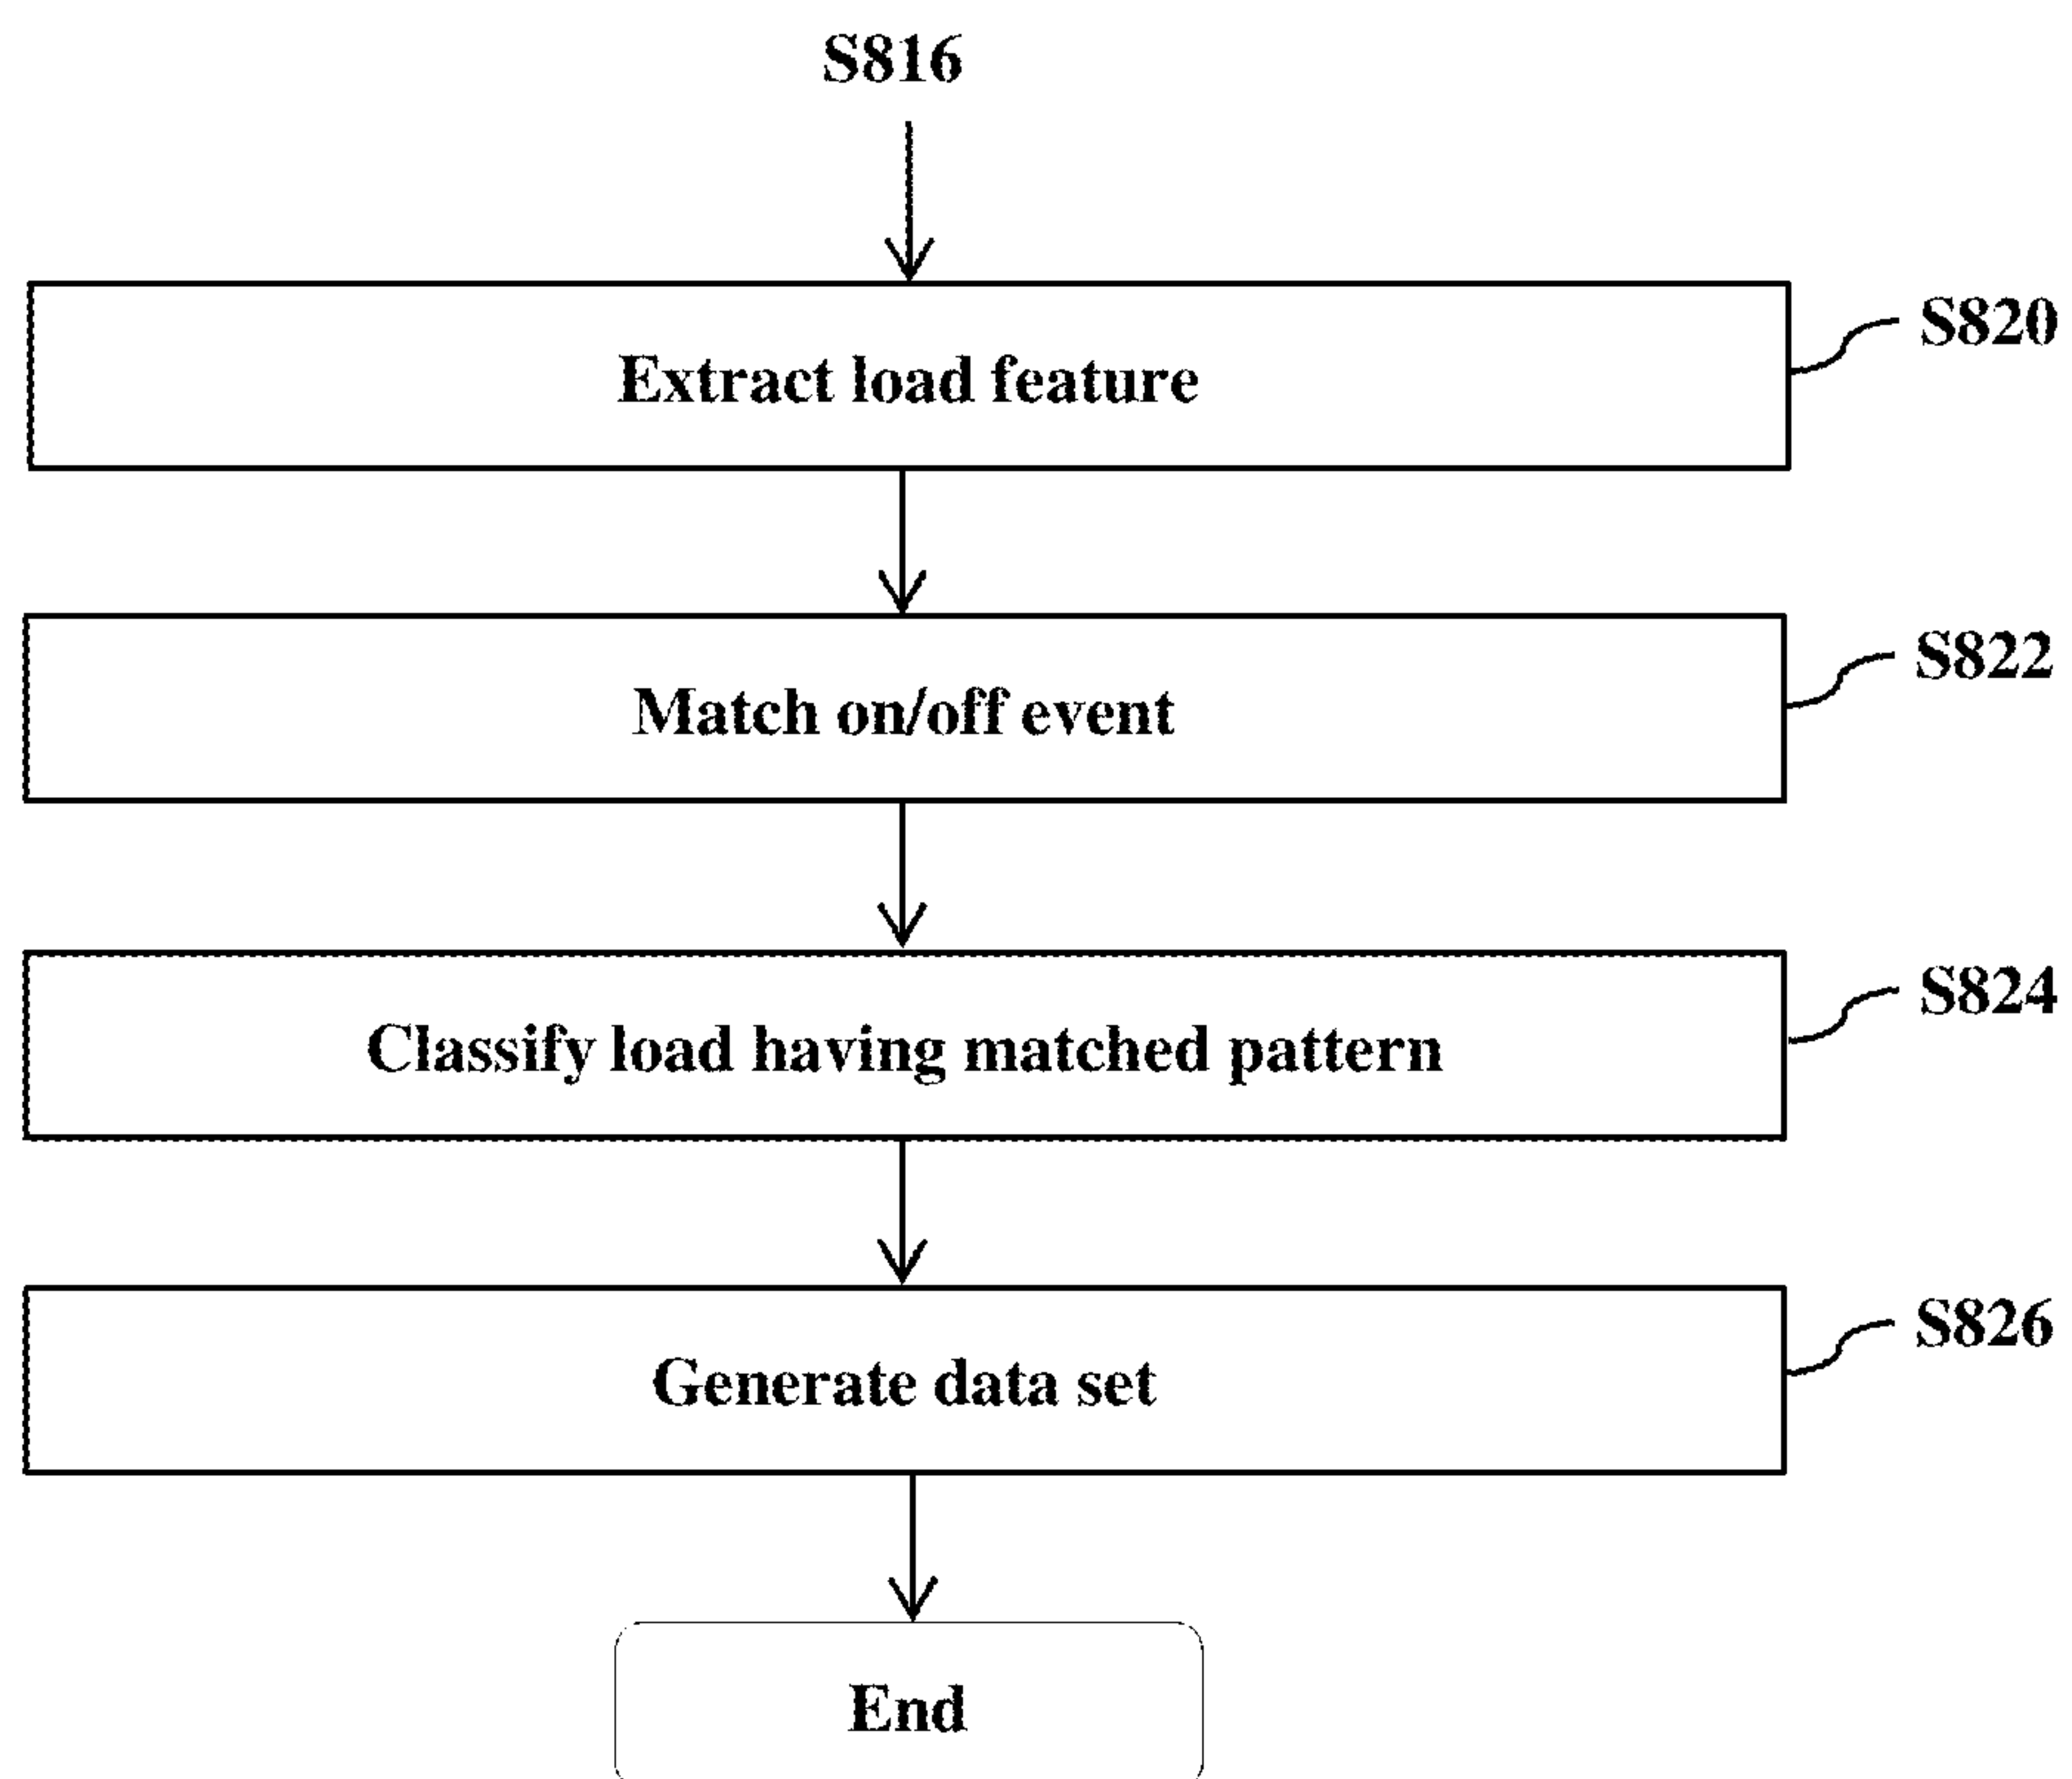 S816
S820
Extract load feature
S822
Match on/off event
S824
Classify load having matched pattern
S826
Generate data set
End